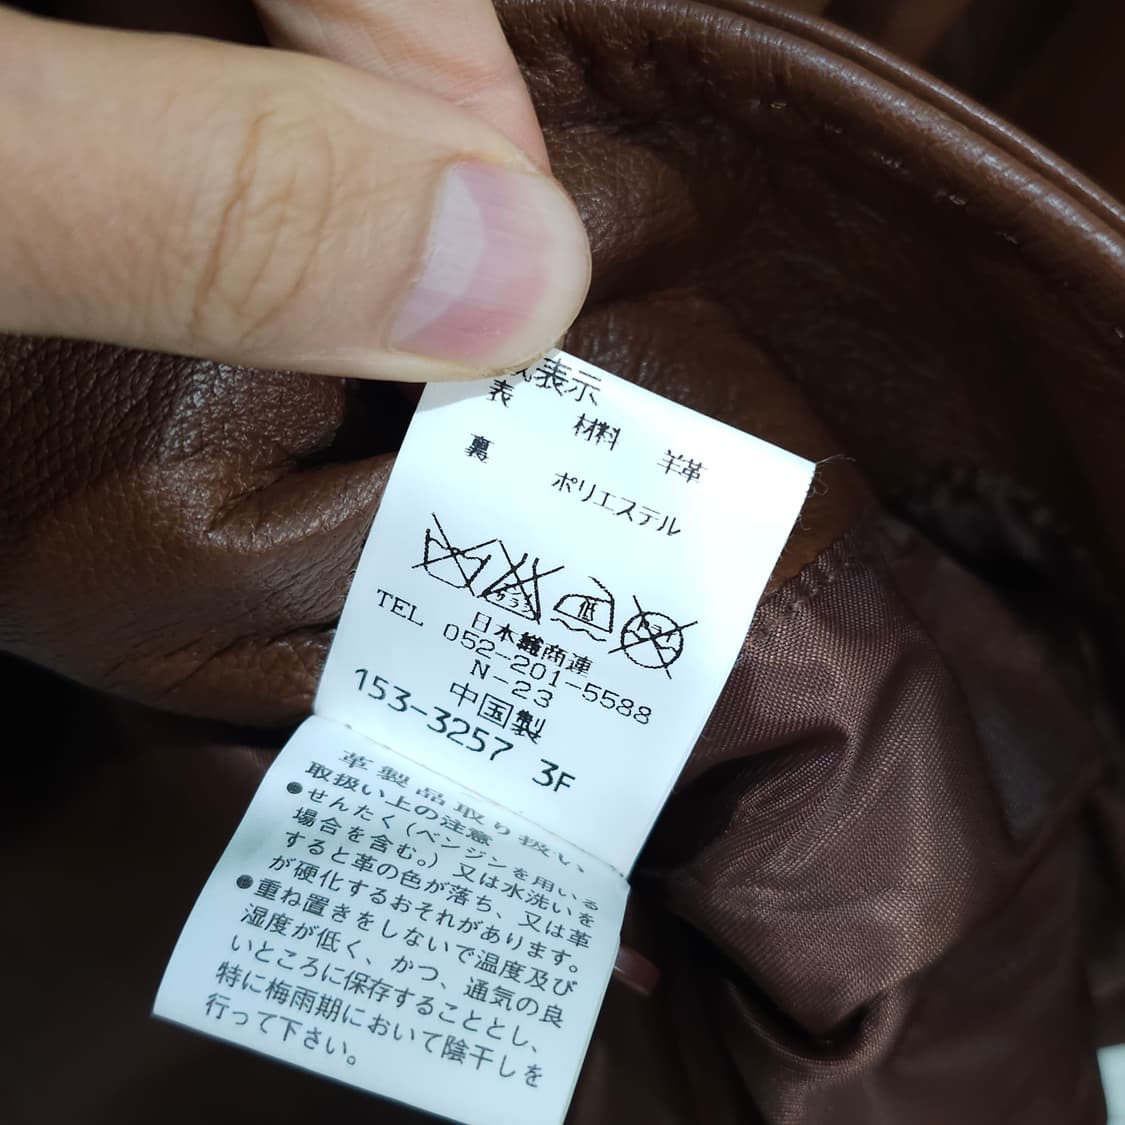 表示
表 材料 羊革
裏 ポリエステル
サラシ 低 ドライ
日本繊商連
TEL 052-201-5588
N-23
中国製
153-3257 3F
革製品取り扱い、
取扱い上の注意
●せんたく(ベンジンを用いる
場合を含む。)又は水洗いを
すると革の色が落ち、又は革
が硬化するおそれがあります。
●重ね置きをしないで温度及び
湿度が低く、かつ、通気の良
いところに保存することとし、
特に梅雨期において陰干しを
行って下さい。